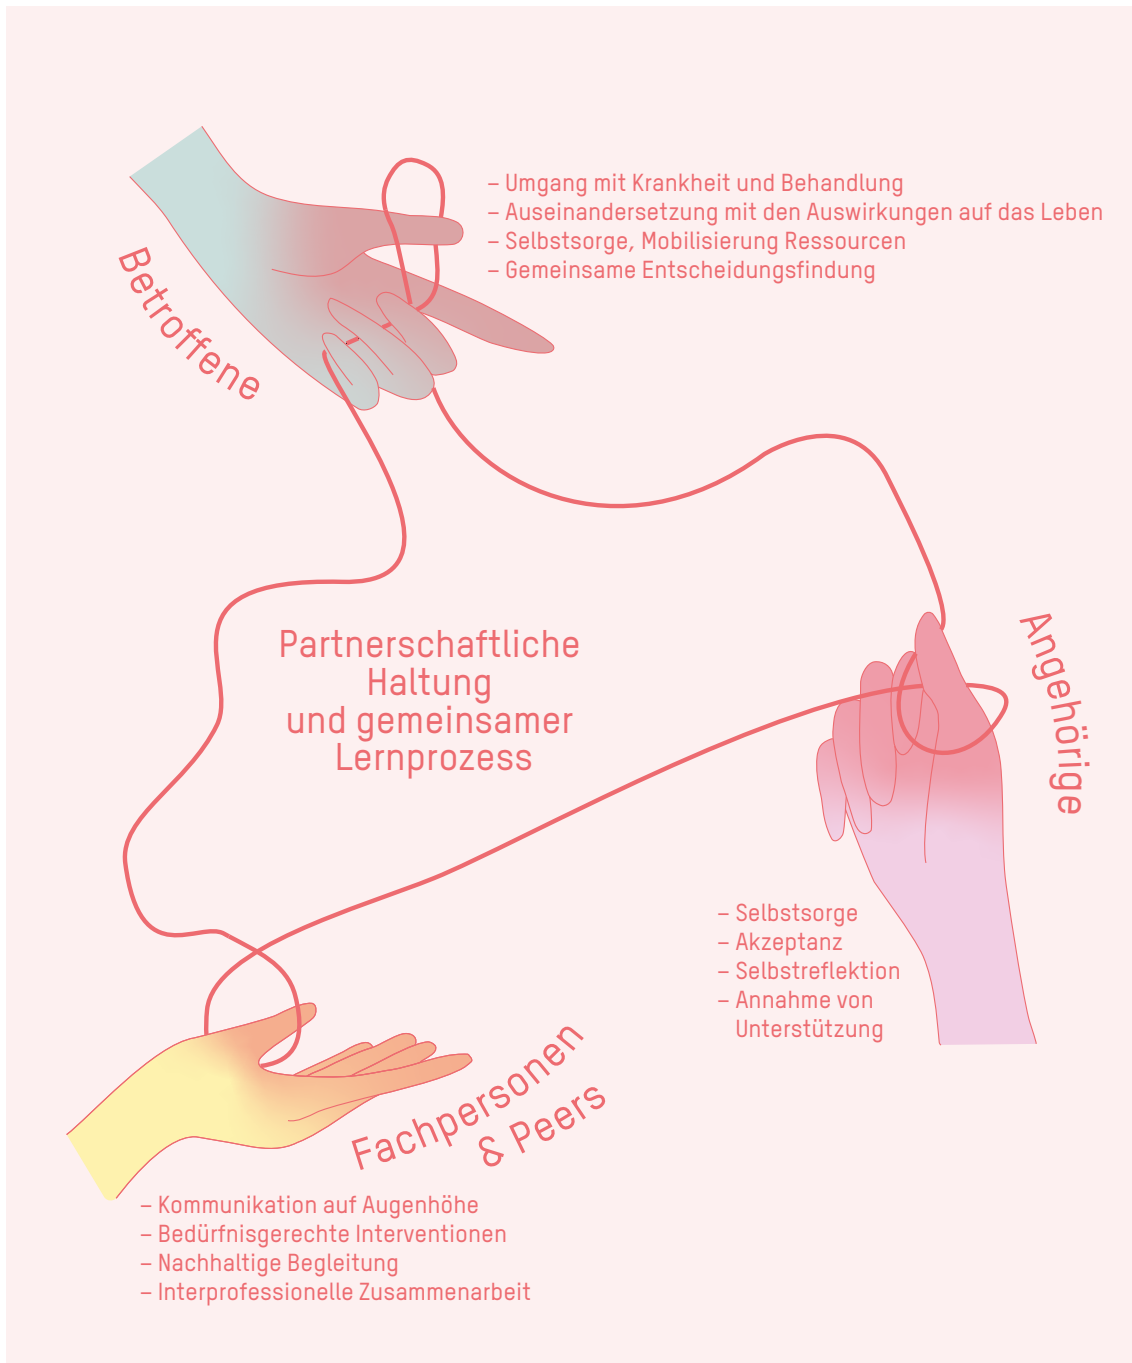 – Umgang mit Krankheit und Behandlung
– Auseinandersetzung mit den Auswirkungen auf das Leben
– Selbstsorge, Mobilisierung Ressourcen
– Gemeinsame Entscheidungsfindung
Betroffene
Partnerschaftliche
Haltung
und gemeinsamer
Lernprozess
Angehörige
– Selbstsorge
– Akzeptanz
– Selbstreflektion
– Annahme von
Unterstützung
Fachpersonen
& Peers
– Kommunikation auf Augenhöhe
– Bedürfnisgerechte Interventionen
– Nachhaltige Begleitung
– Interprofessionelle Zusammenarbeit